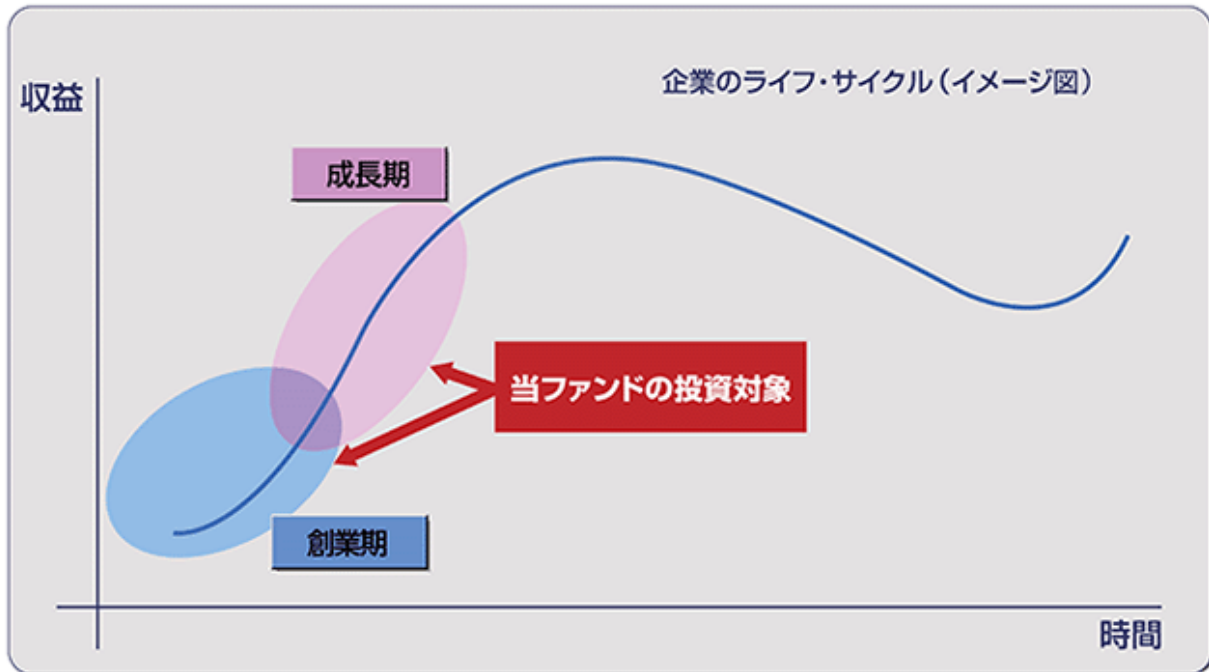 企業のライフ・サイクル（イメージ図）
収益
成長期
当ファンドの投資対象
創業期
時間